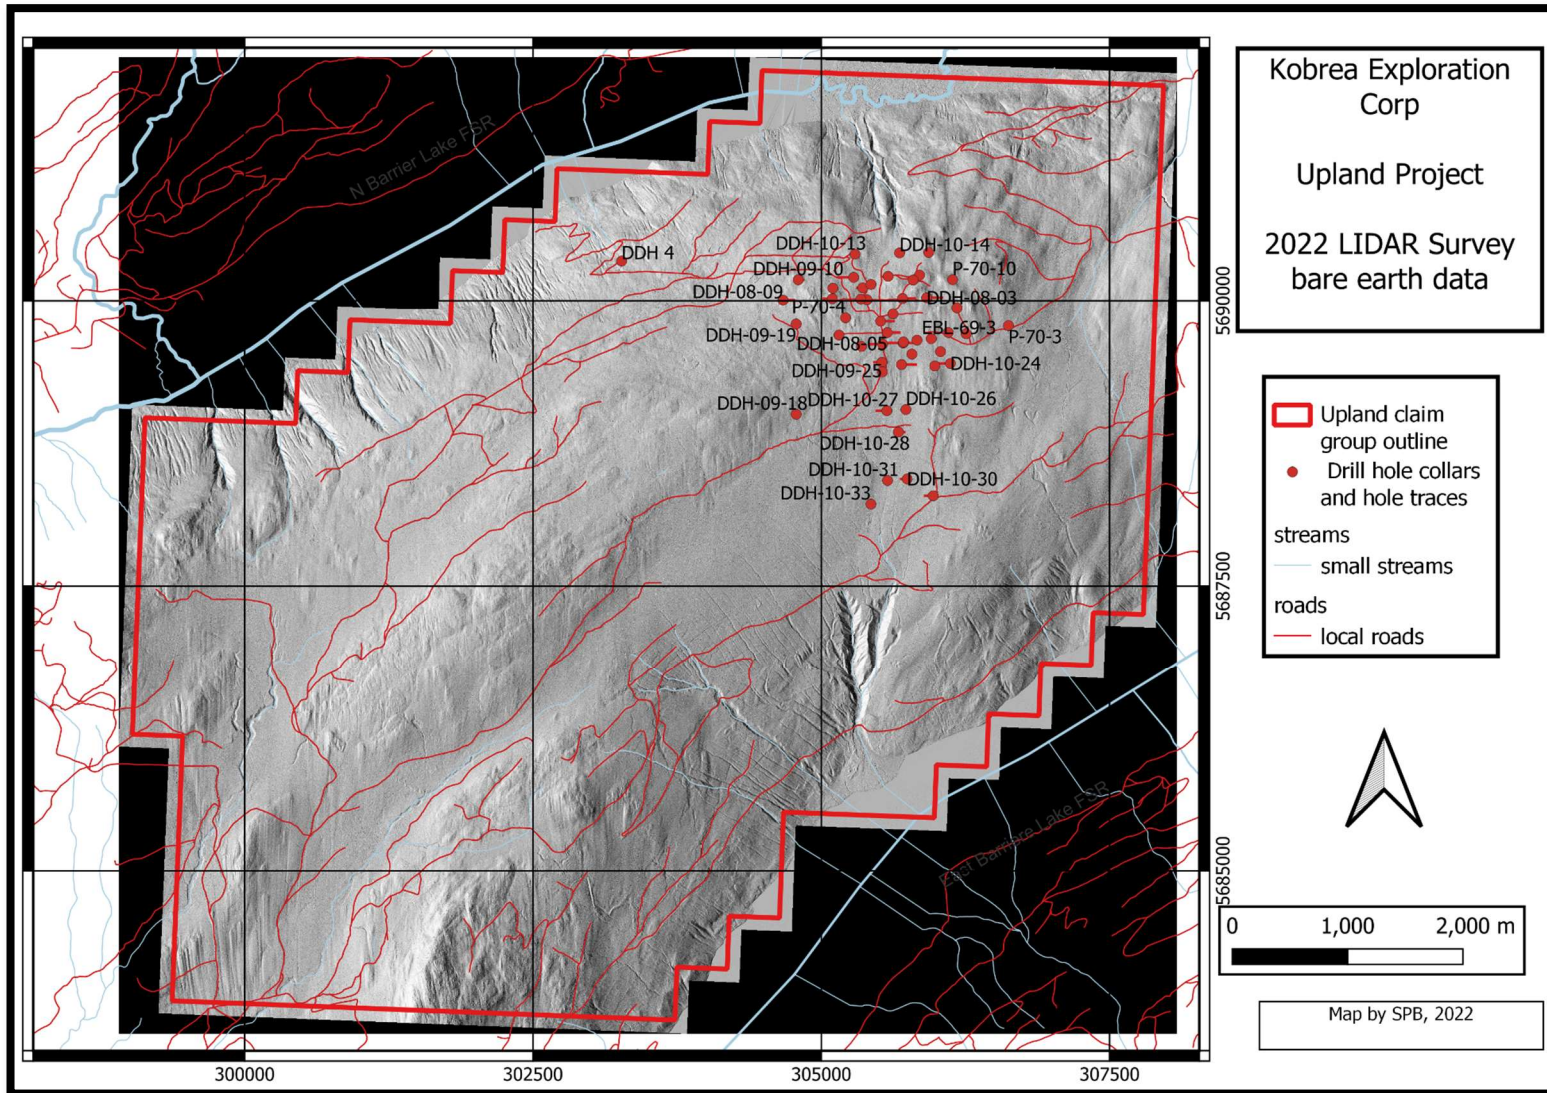 Kobrea Exploration
Corp
Upland Project
2022 LIDAR Survey
bare earth data
N Barrier Lake FSR
DDH 4
DDH-10-13
DDH-10-14
DDH-09-10
P-70-10
DDH-08-09
DDH-08-03
P-70-4
EBL-69-3
DDH-09-19
DDH-08-05
P-70-3
DDH-09-25
DDH-10-24
DDH-09-18
DDH-10-27
DDH-10-26
DDH-10-28
DDH-10-31
DDH-10-30
DDH-10-33
East Barriere Lake FSR
5690000
5687500
5685000
300000
302500
305000
307500
Upland claim
group outline
Drill hole collars
and hole traces
streams
small streams
roads
local roads
0 1,000 2,000 m
Map by SPB, 2022